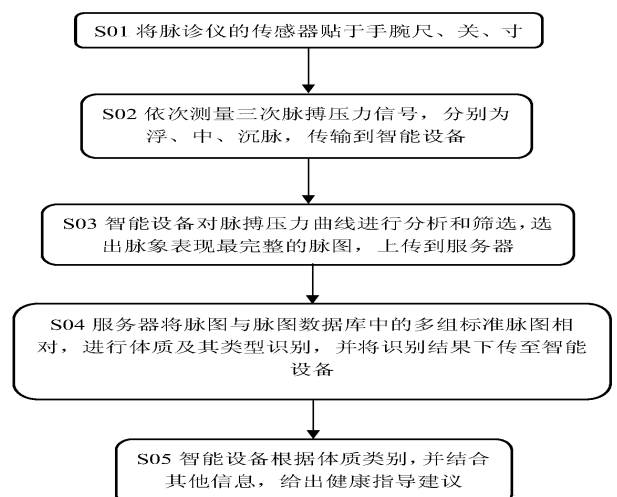 S01 将脉诊仪的传感器贴于手腕尺、关、寸
S02 依次测量三次脉搏压力信号，分别为
浮、中、沉脉，传输到智能设备
S03 智能设备对脉搏压力曲线进行分析和筛选，选
出脉象表现最完整的脉图，上传到服务器
S04 服务器将脉图与脉图数据库中的多组标准脉图相
对，进行体质及其类型识别，并将识别结果下传至智能
设备
S05 智能设备根据体质类别，并结合
其他信息，给出健康指导建议